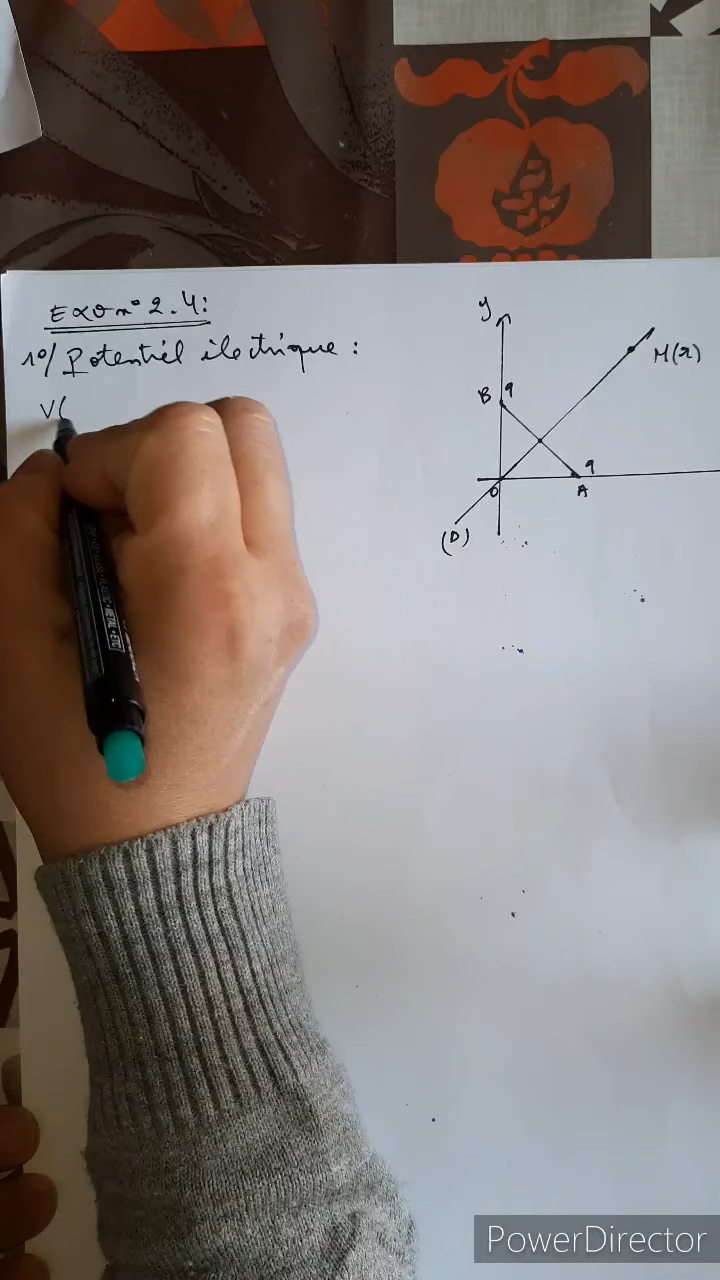 Exo n° 2.4:
1°/ Potentiel électrique :
V(
y
M(r)
B q
q
O A
(D)
PowerDirector